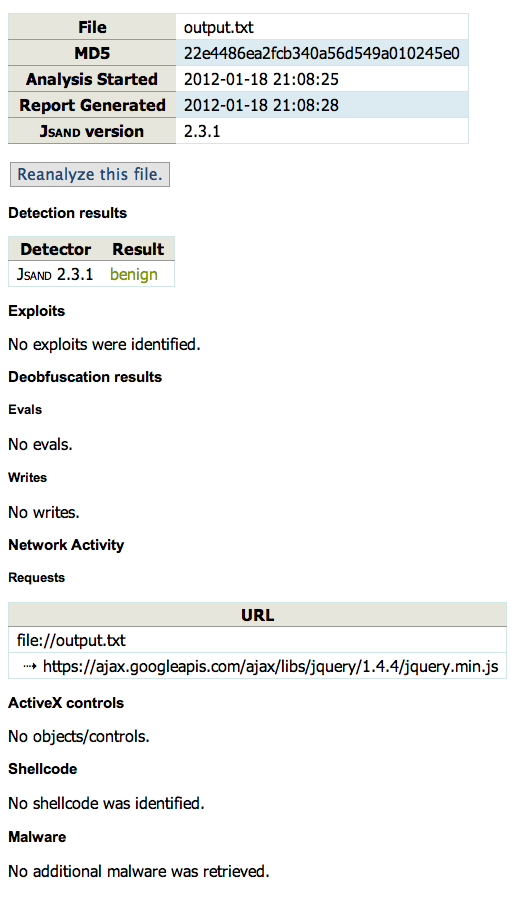 File output.txt
MD5 22e4486ea2fcb340a56d549a010245e0
Analysis Started 2012-01-18 21:08:25
Report Generated 2012-01-18 21:08:28
JSAND version 2.3.1
Reanalyze this file.
Detection results
Detector Result
JSAND 2.3.1 benign
Exploits
No exploits were identified.
Deobfuscation results
Evals
No evals.
Writes
No writes.
Network Activity
Requests
URL
file://output.txt
⇢ https://ajax.googleapis.com/ajax/libs/jquery/1.4.4/jquery.min.js
ActiveX controls
No objects/controls.
Shellcode
No shellcode was identified.
Malware
No additional malware was retrieved.